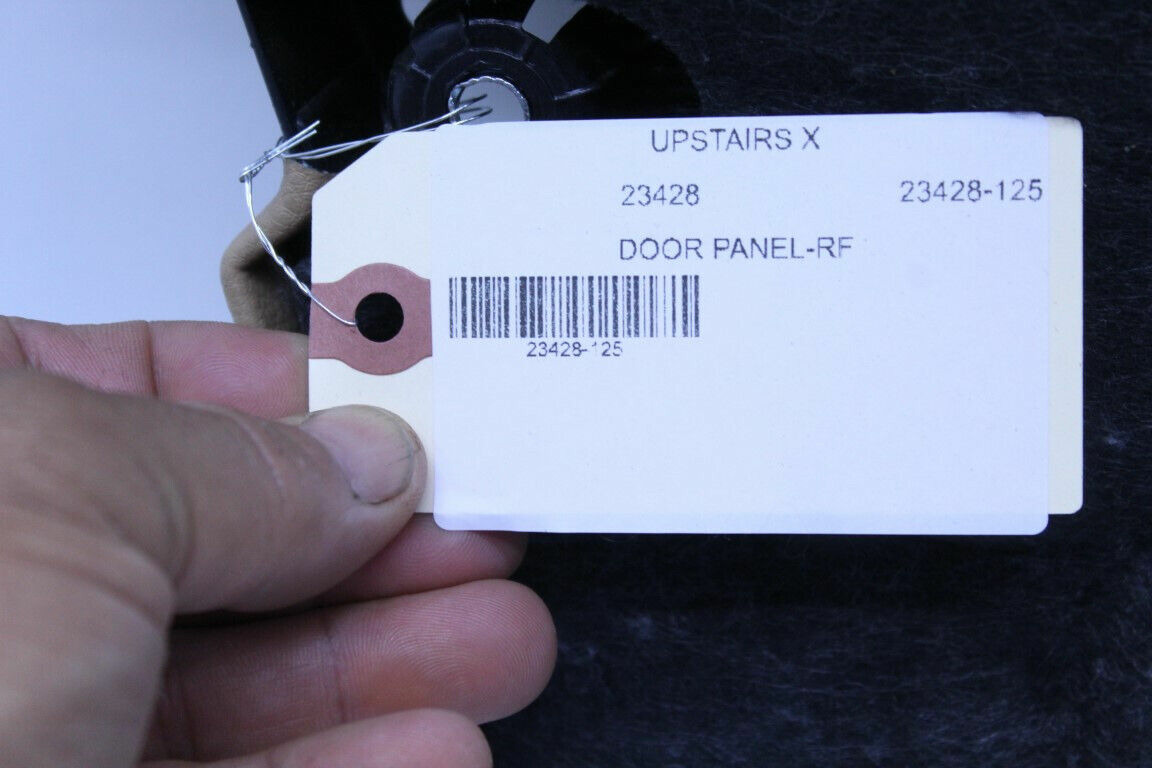 UPSTAIRS X
23428 23428-125
DOOR PANEL-RF
23428-125